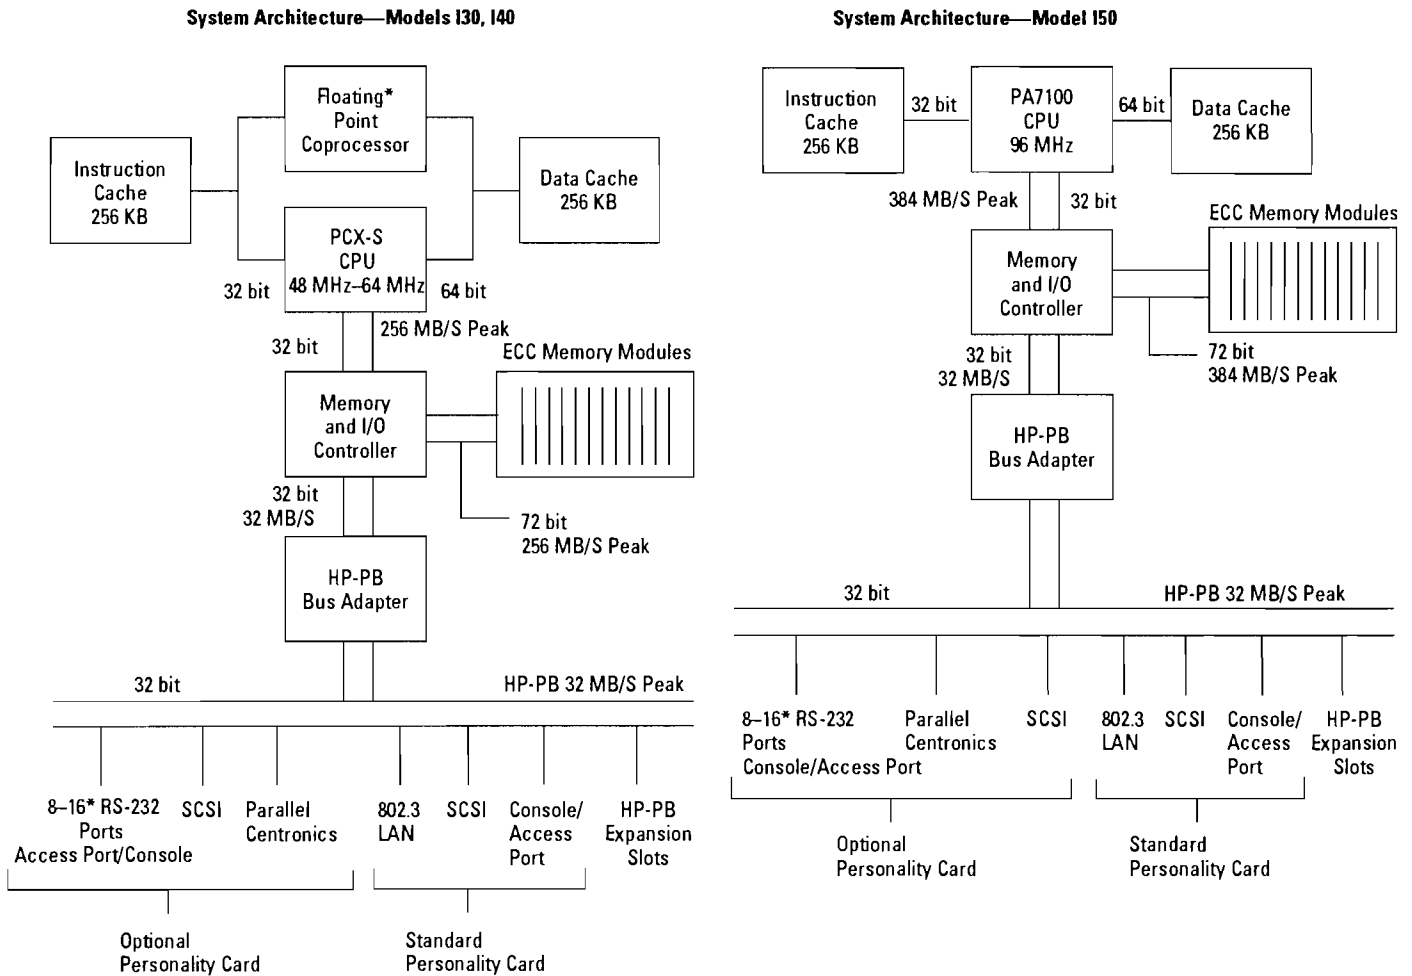 System Architecture—Models I30, I40
Floating*
Point
Coprocessor
Instruction
Cache
256 KB
Data Cache
256 KB
PCX-S
CPU
48 MHz–64 MHz
32 bit
64 bit
256 MB/S Peak
32 bit
ECC Memory Modules
Memory
and I/O
Controller
32 bit
32 MB/S
72 bit
256 MB/S Peak
HP-PB
Bus Adapter
32 bit
HP-PB 32 MB/S Peak
8–16* RS-232
Ports
Access Port/Console
SCSI
Parallel
Centronics
802.3
LAN
SCSI
Console/
Access
Port
HP-PB
Expansion
Slots
Optional
Personality Card
Standard
Personality Card
System Architecture—Model I50
Instruction
Cache
256 KB
32 bit
PA7100
CPU
96 MHz
64 bit
Data Cache
256 KB
384 MB/S Peak
32 bit
ECC Memory Modules
Memory
and I/O
Controller
32 bit
32 MB/S
72 bit
384 MB/S Peak
HP-PB
Bus Adapter
32 bit
HP-PB 32 MB/S Peak
8–16* RS-232
Ports
Console/Access Port
Parallel
Centronics
SCSI
802.3
LAN
SCSI
Console/
Access
Port
HP-PB
Expansion
Slots
Optional
Personality Card
Standard
Personality Card